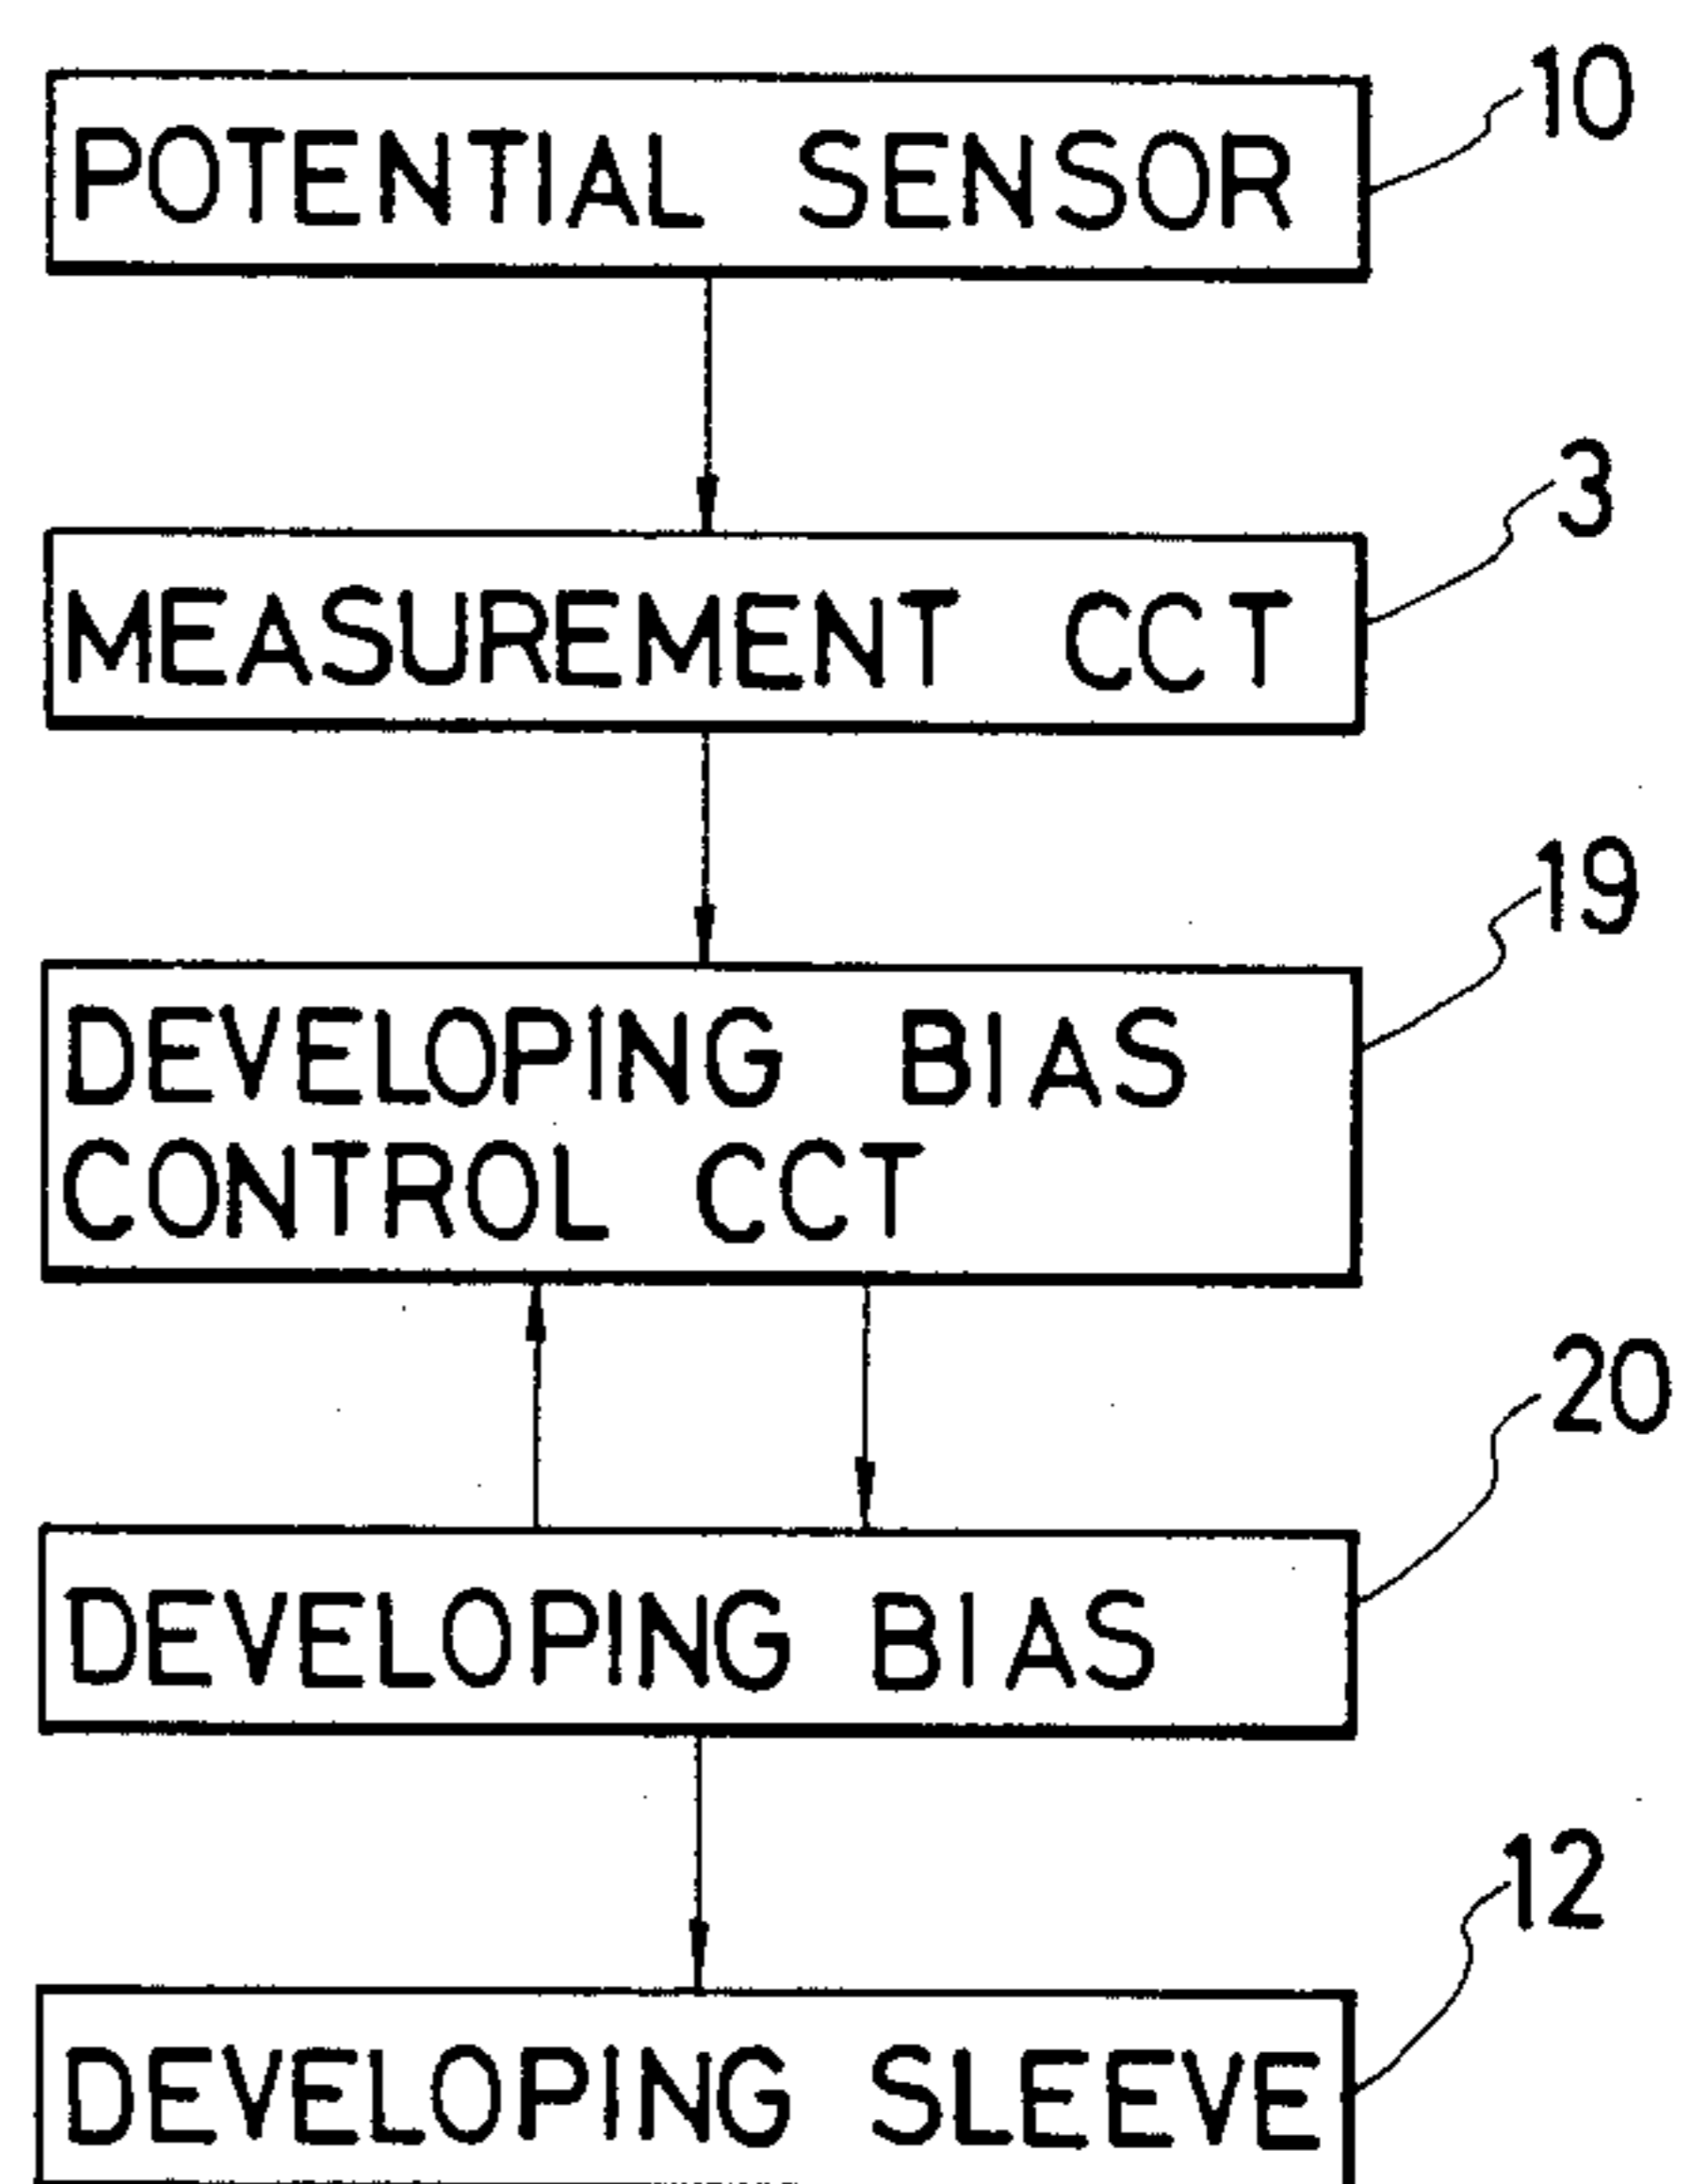 10
POTENTIAL SENSOR
3
MEASUREMENT CCT
19
DEVELOPING BIAS
CONTROL CCT
20
DEVELOPING BIAS
12
DEVELOPING SLEEVE